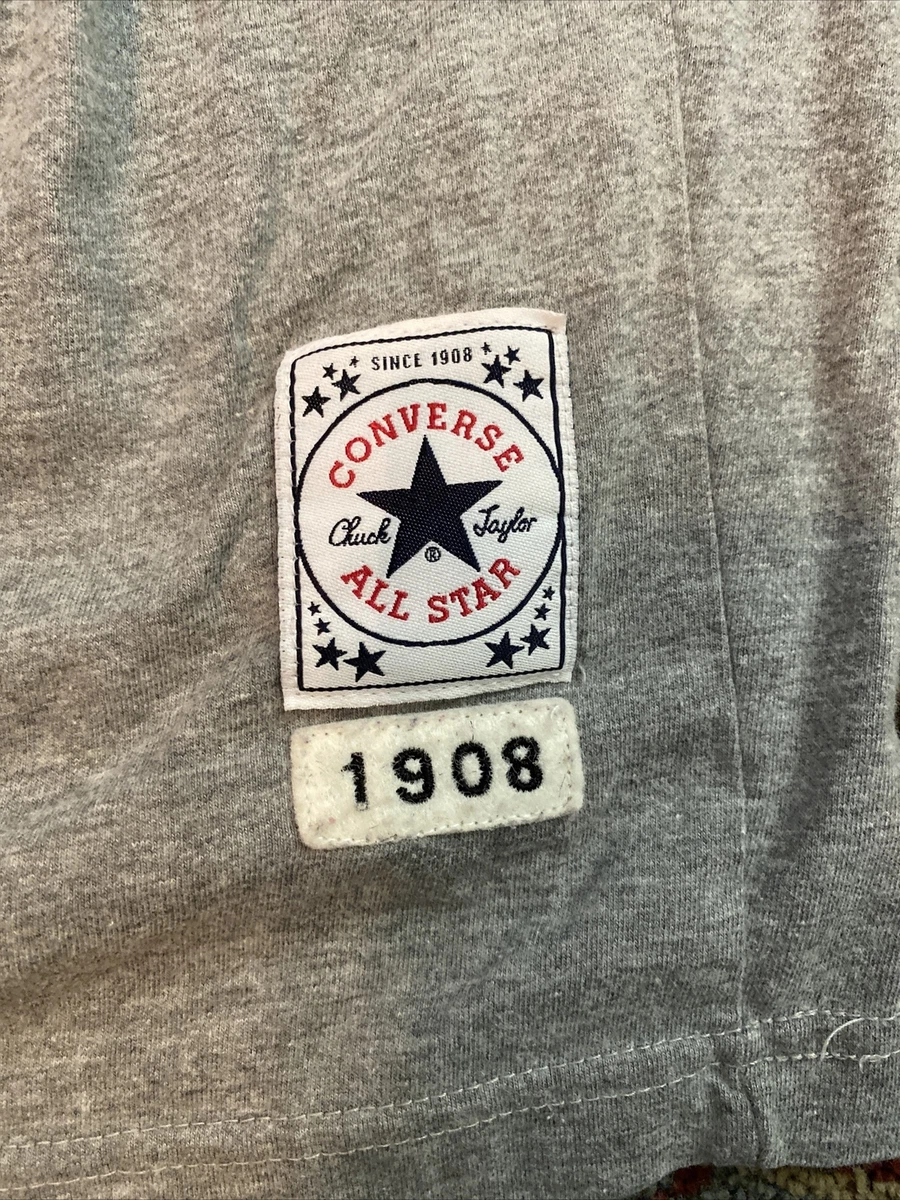 SINCE 1908
CONVERSE
Chuck Taylor
®
ALL STAR
1908